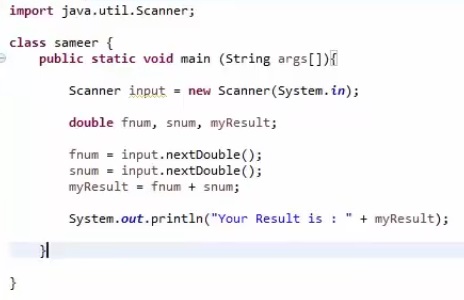 import java.util.Scanner;
class sameer {
public static void main (String args[]){
Scanner input = new Scanner(System.in);
double fnum, snum, myResult;
fnum = input.nextDouble();
snum = input.nextDouble();
myResult = fnum + snum;
System.out.println("Your Result is : " + myResult);
}
}